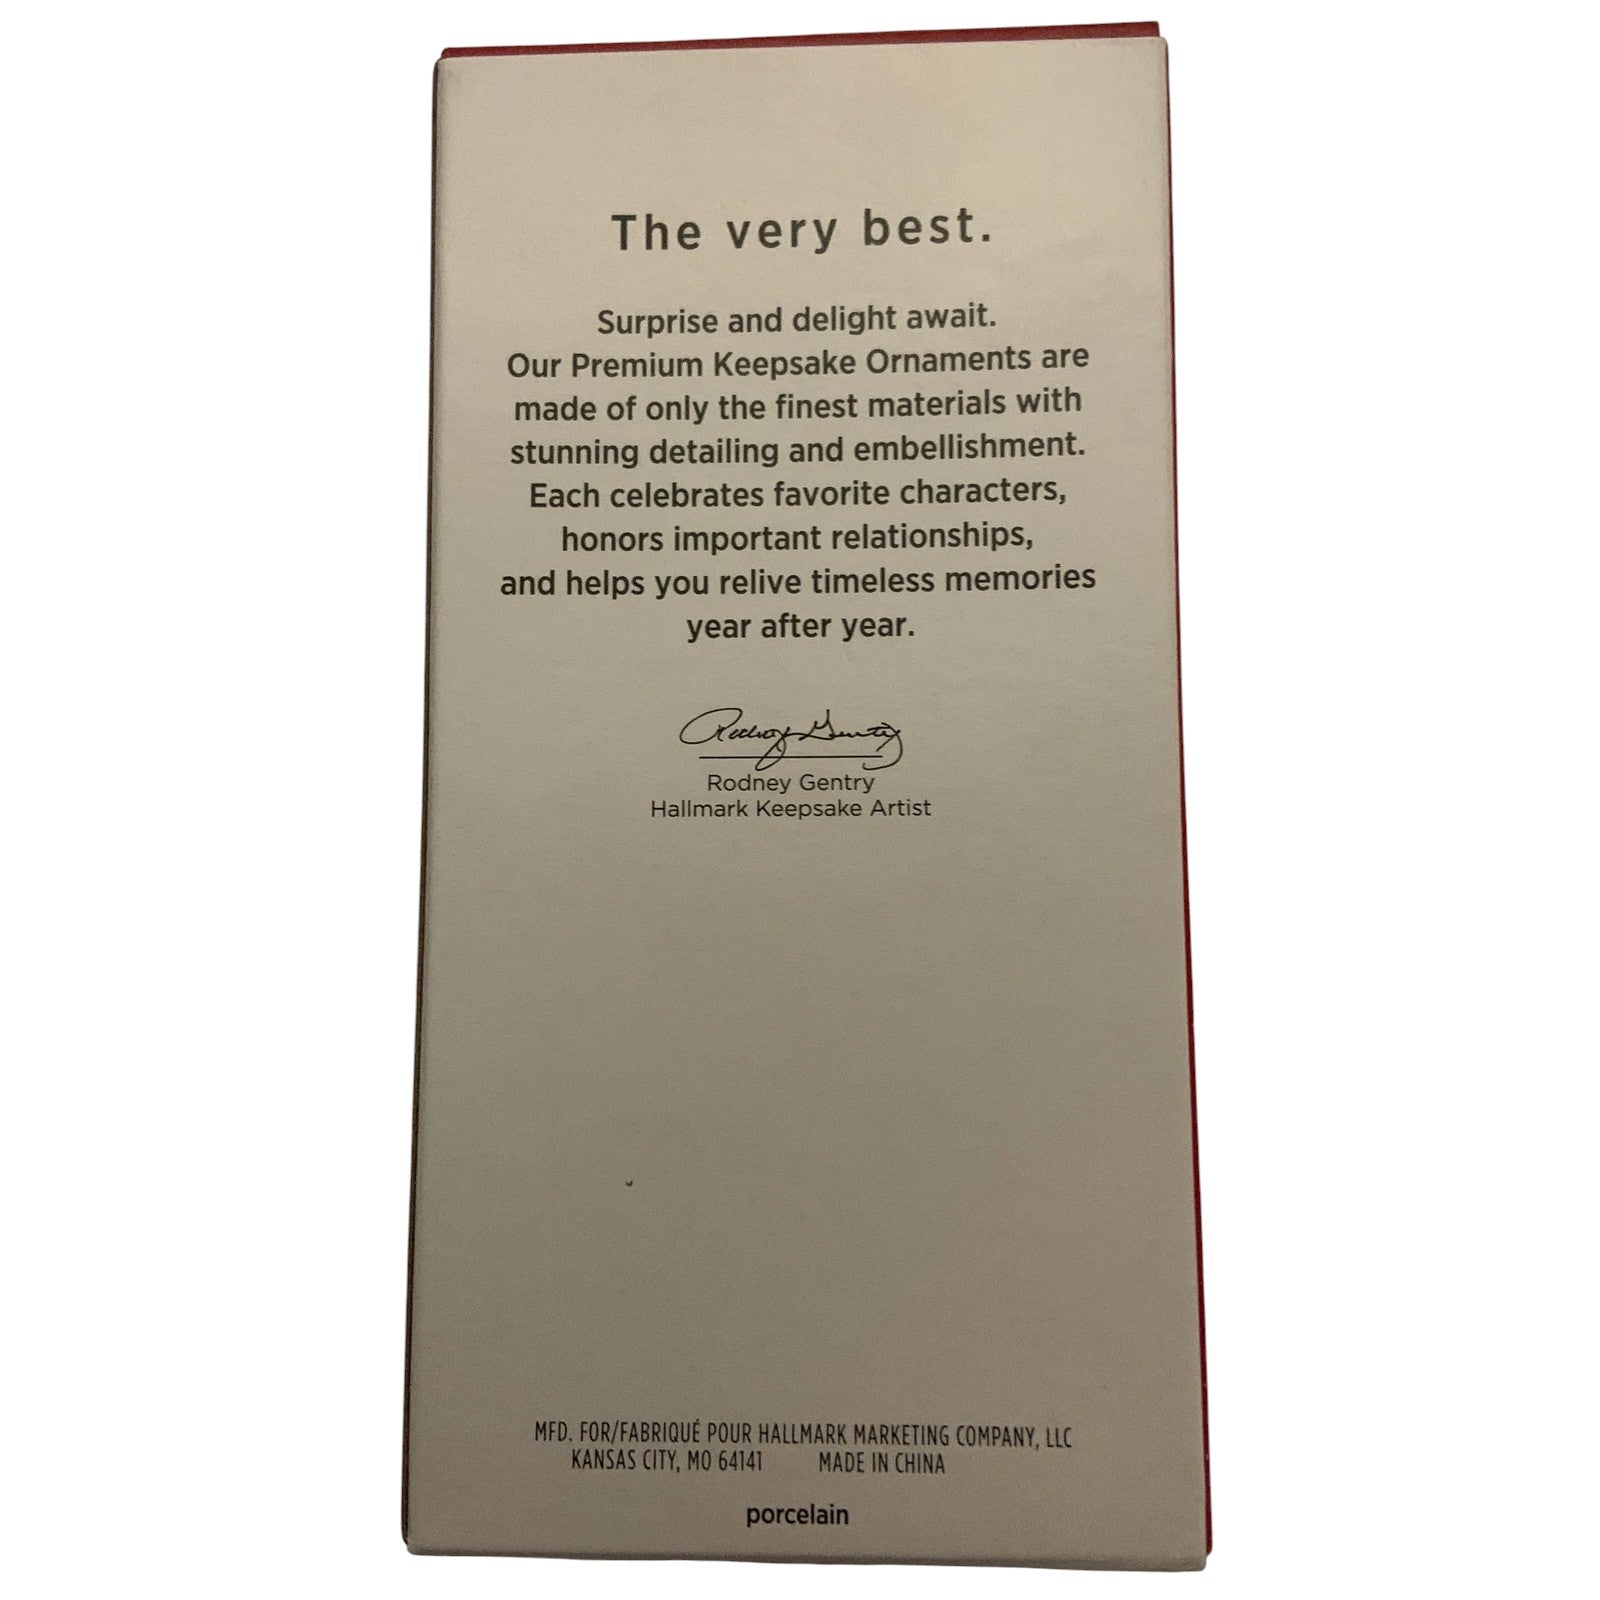 The very best.
Surprise and delight await.
Our Premium Keepsake Ornaments are
made of only the finest materials with
stunning detailing and embellishment.
Each celebrates favorite characters,
honors important relationships,
and helps you relive timeless memories
year after year.
Rodney Gentry
Rodney Gentry
Hallmark Keepsake Artist
MFD. FOR/FABRIQUÉ POUR HALLMARK MARKETING COMPANY, LLC
KANSAS CITY, MO 64141 MADE IN CHINA
porcelain